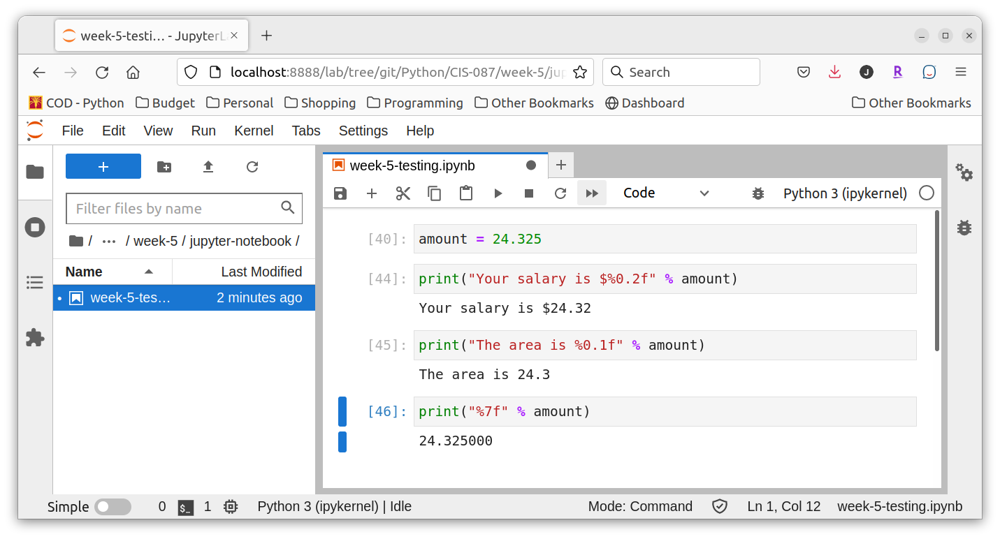 week-5-testi… - JupyterL
localhost:8888/lab/tree/git/Python/CIS-087/week-5/jup
Search
COD - Python Budget Personal Shopping Programming Other Bookmarks Dashboard Other Bookmarks
File Edit View Run Kernel Tabs Settings Help
week-5-testing.ipynb
Code Python 3 (ipykernel)
Filter files by name
/ ··· / week-5 / jupyter-notebook /
Name Last Modified
week-5-tes… 2 minutes ago
[40]: amount = 24.325
[44]: print("Your salary is $%0.2f" % amount)
Your salary is $24.32
[45]: print("The area is %0.1f" % amount)
The area is 24.3
[46]: print("%7f" % amount)
24.325000
Simple 0 $_ 1 Python 3 (ipykernel) | Idle Mode: Command Ln 1, Col 12 week-5-testing.ipynb